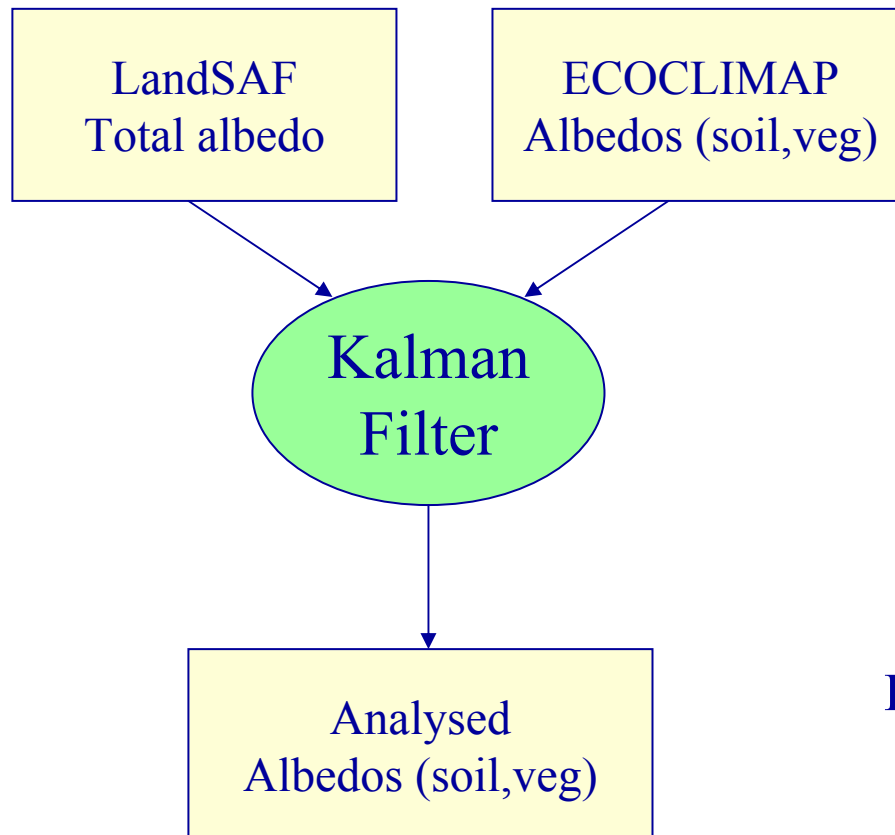 LandSAF
Total albedo
ECOCLIMAP
Albedos (soil,veg)
Kalman
Filter
Analysed
Albedos (soil,veg)